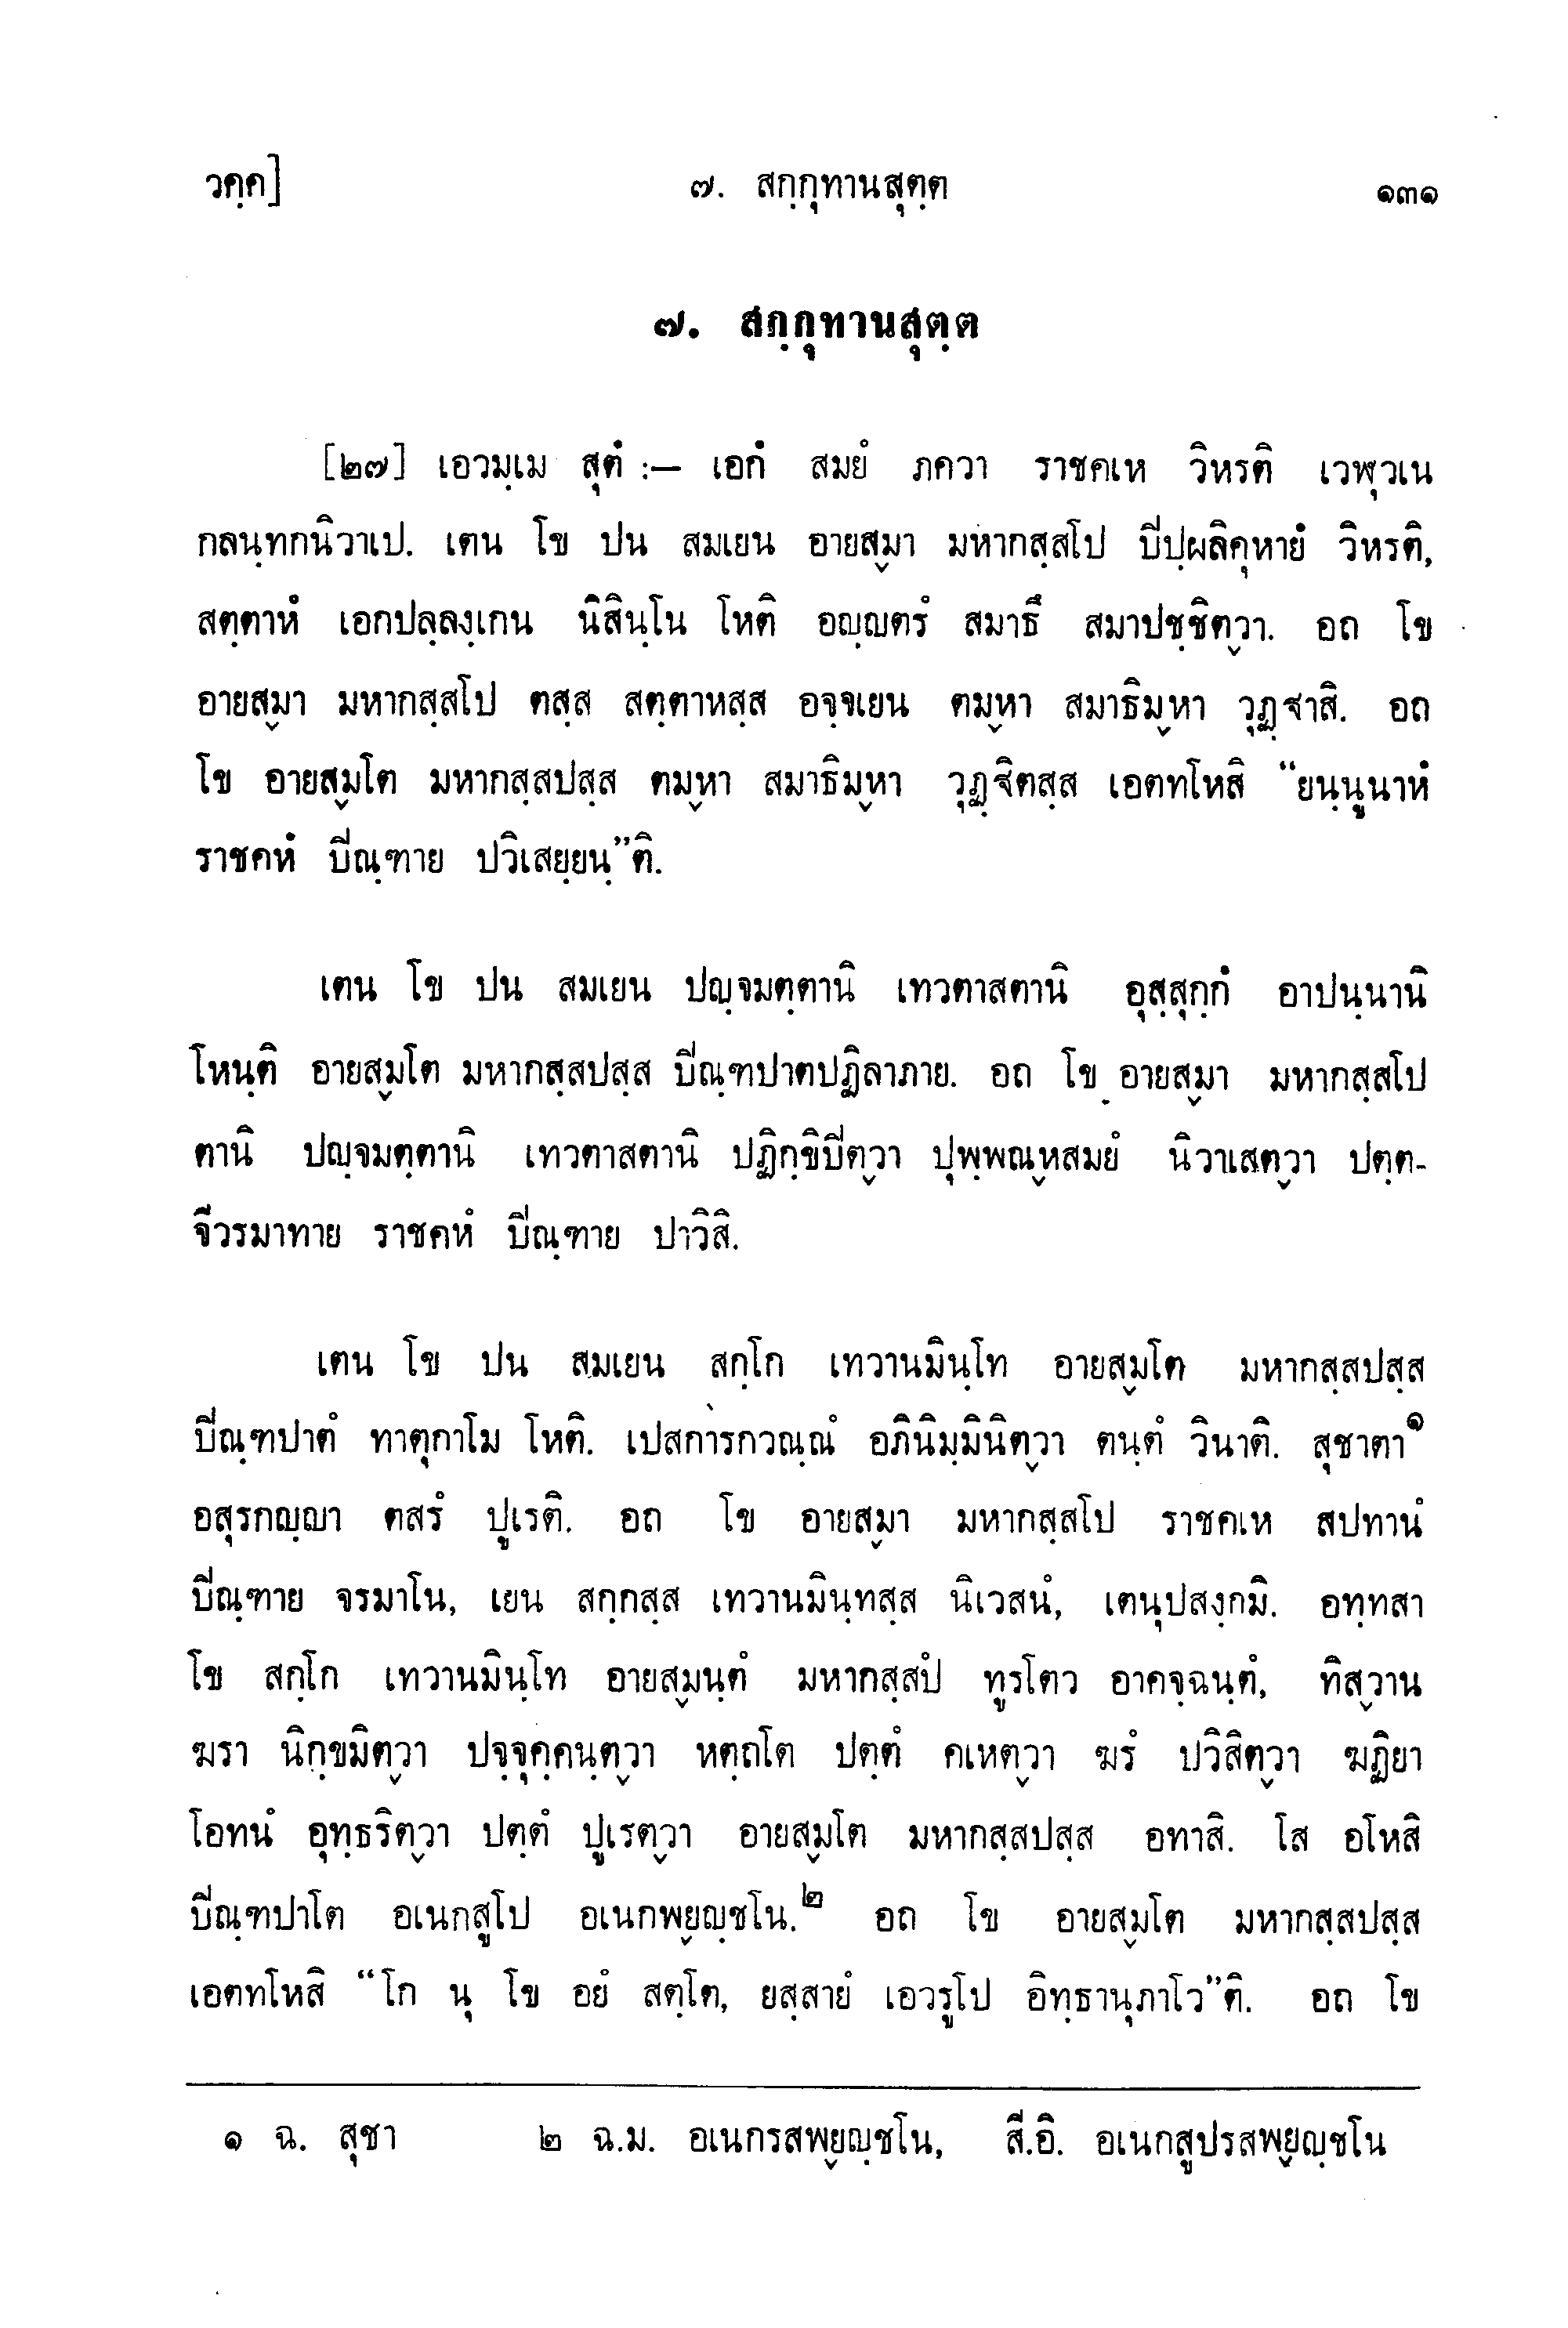 วคฺค] ๗. สกฺกุทานสุตฺต ๑๓๑
๗. สกฺกุทานสุตฺต
[๒๗] เอวมฺเม สุตํ :— เอกํ สมยํ ภควา ราชคเห วิหรติ เวฬุวเน
กลนฺทกนิวาเป. เตน โข ปน สมเยน อายสฺมา มหากสฺสโป ปิปฺผลิคุหายํ วิหรติ,
สตฺตาหํ เอกปลฺลงฺเกน นิสินฺโน โหติ อญฺญตรํ สมาธึ สมาปชฺชิตฺวา. อถ โข
อายสฺมา มหากสฺสโป ตสฺส สตฺตาหสฺส อจฺจเยน ตมฺหา สมาธิมฺหา วุฏฺฐาสิ. อถ
โข อายสฺมโต มหากสฺสปสฺส ตมฺหา สมาธิมฺหา วุฏฺฐิตสฺส เอตทโหสิ “ยนฺนูนาหํ
ราชคหํ ปิณฺฑาย ปวิเสยฺยนฺ”ติ.
เตน โข ปน สมเยน ปญฺจมตฺตานิ เทวตาสตานิ อุสฺสุกฺกํ อาปนฺนานิ
โหนฺติ อายสฺมโต มหากสฺสปสฺส ปิณฺฑปาตปฏิลาภาย. อถ โข อายสฺมา มหากสฺสโป
ตานิ ปญฺจมตฺตานิ เทวตาสตานิ ปฏิกฺขิปิตฺวา ปุพฺพณฺหสมยํ นิวาเสตฺวา ปตฺต-
จีวรมาทาย ราชคหํ ปิณฺฑาย ปาวิสิ.
เตน โข ปน สมเยน สกฺโก เทวานมินฺโท อายสฺมโต มหากสฺสปสฺส
ปิณฺฑปาตํ ทาตุกาโม โหติ. เปสการกวณฺณํ อภินิมฺมินิตฺวา ตนฺตํ วินาติ. สุชาตา๑
อสุรกญฺญา ตสรํ ปูเรติ. อถ โข อายสฺมา มหากสฺสโป ราชคเห สปทานํ
ปิณฺฑาย จรมาโน, เยน สกฺกสฺส เทวานมินฺทสฺส นิเวสนํ, เตนุปสงฺกมิ. อทฺทสา
โข สกฺโก เทวานมินฺโท อายสฺมนฺตํ มหากสฺสปํ ทูรโตว อาคจฺฉนฺตํ, ทิสฺวาน
ฆรา นิกฺขมิตฺวา ปจฺจุคฺคนฺตฺวา หตฺถโต ปตฺตํ คเหตฺวา ฆรํ ปวิสิตฺวา ฆฏิยา
โอทนํ อุทฺธริตฺวา ปตฺตํ ปูเรตฺวา อายสฺมโต มหากสฺสปสฺส อทาสิ. โส อโหสิ
ปิณฺฑปาโต อเนกสูโป อเนกพฺยญฺชโน.๒ อถ โข อายสฺมโต มหากสฺสปสฺส
เอตทโหสิ “โก นุ โข อยํ สตฺโต, ยสฺสายํ เอวรูโป อิทฺธานุภาโว”ติ. อถ โข
๑ ฉ. สุชา ๒ ฉ.ม. อเนกรสพฺยญฺชโน, สี.อิ. อเนกสูปรสพฺยญฺชโน